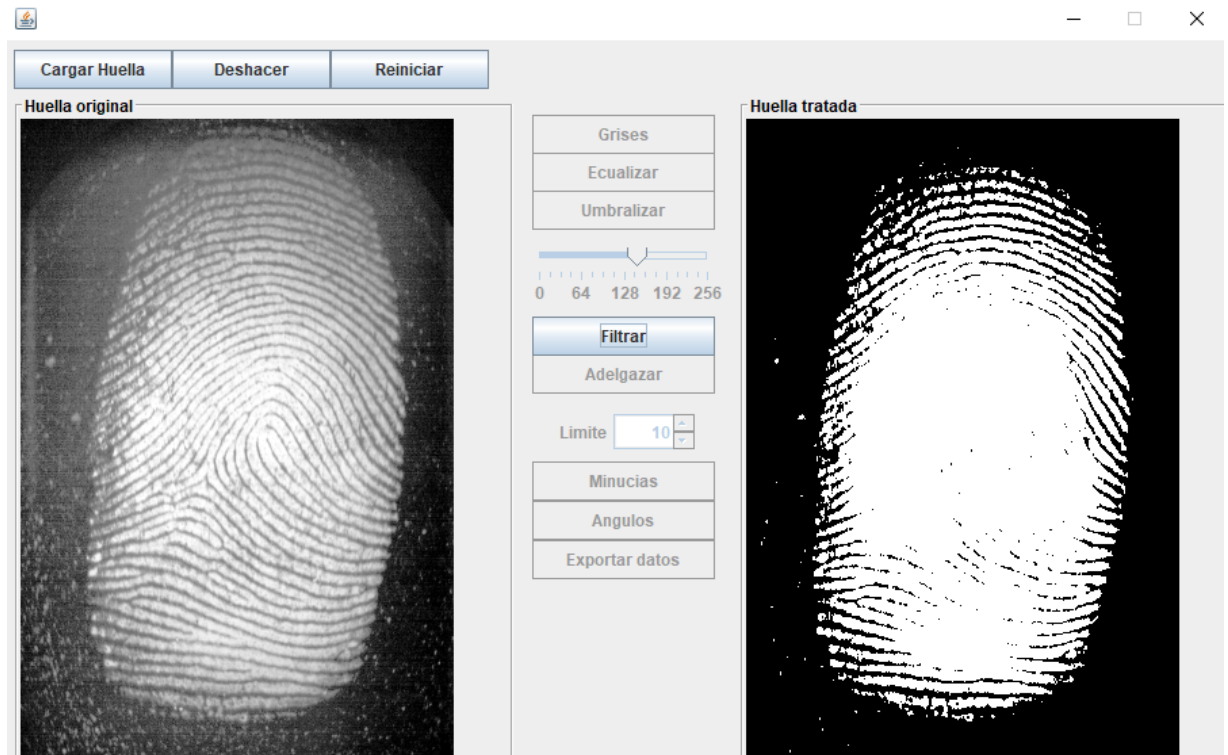 Cargar Huella Deshacer Reiniciar
Huella original
Huella tratada
Grises
Ecualizar
Umbralizar
0 64 128 192 256
Filtrar
Adelgazar
Limite 10
Minucias
Angulos
Exportar datos